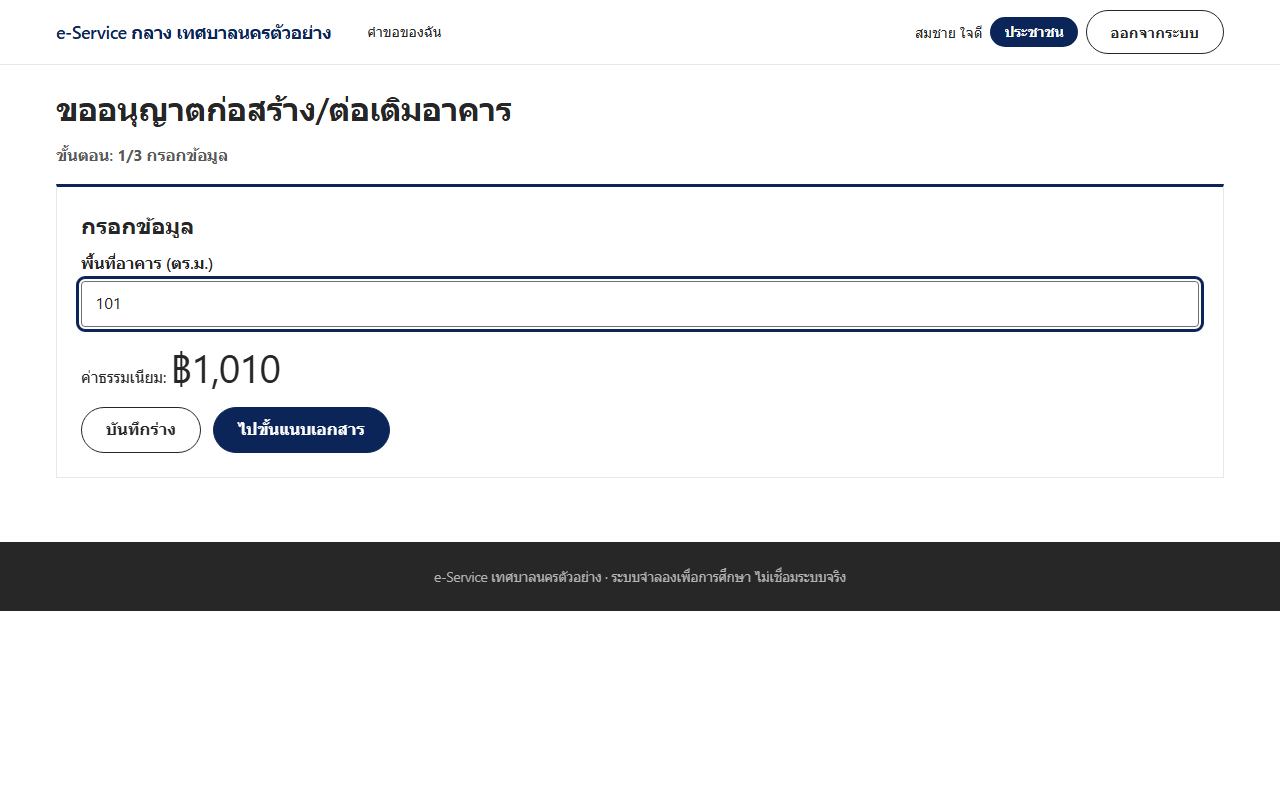 e-Service กลาง เทศบาลนครตัวอย่าง คำขอของฉัน สมชาย ใจดี ประชาชน ออกจากระบบ
ขออนุญาตก่อสร้าง/ต่อเติมอาคาร
ขั้นตอน: 1/3 กรอกข้อมูล
กรอกข้อมูล
พื้นที่อาคาร (ตร.ม.)
101
ค่าธรรมเนียม: ฿1,010
บันทึกร่าง ไปขั้นแนบเอกสาร
e-Service เทศบาลนครตัวอย่าง · ระบบจำลองเพื่อการศึกษา ไม่เชื่อมระบบจริง